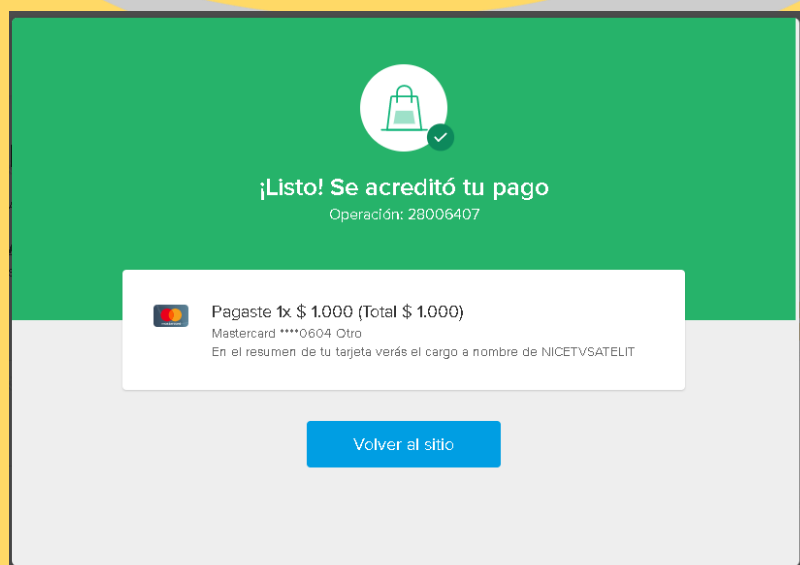 ¡Listo! Se acreditó tu pago
Operación: 28006407
Pagaste 1x $ 1.000 (Total $ 1.000)
Mastercard ****0604 Otro
En el resumen de tu tarjeta verás el cargo a nombre de NICETVSATELIT
Volver al sitio